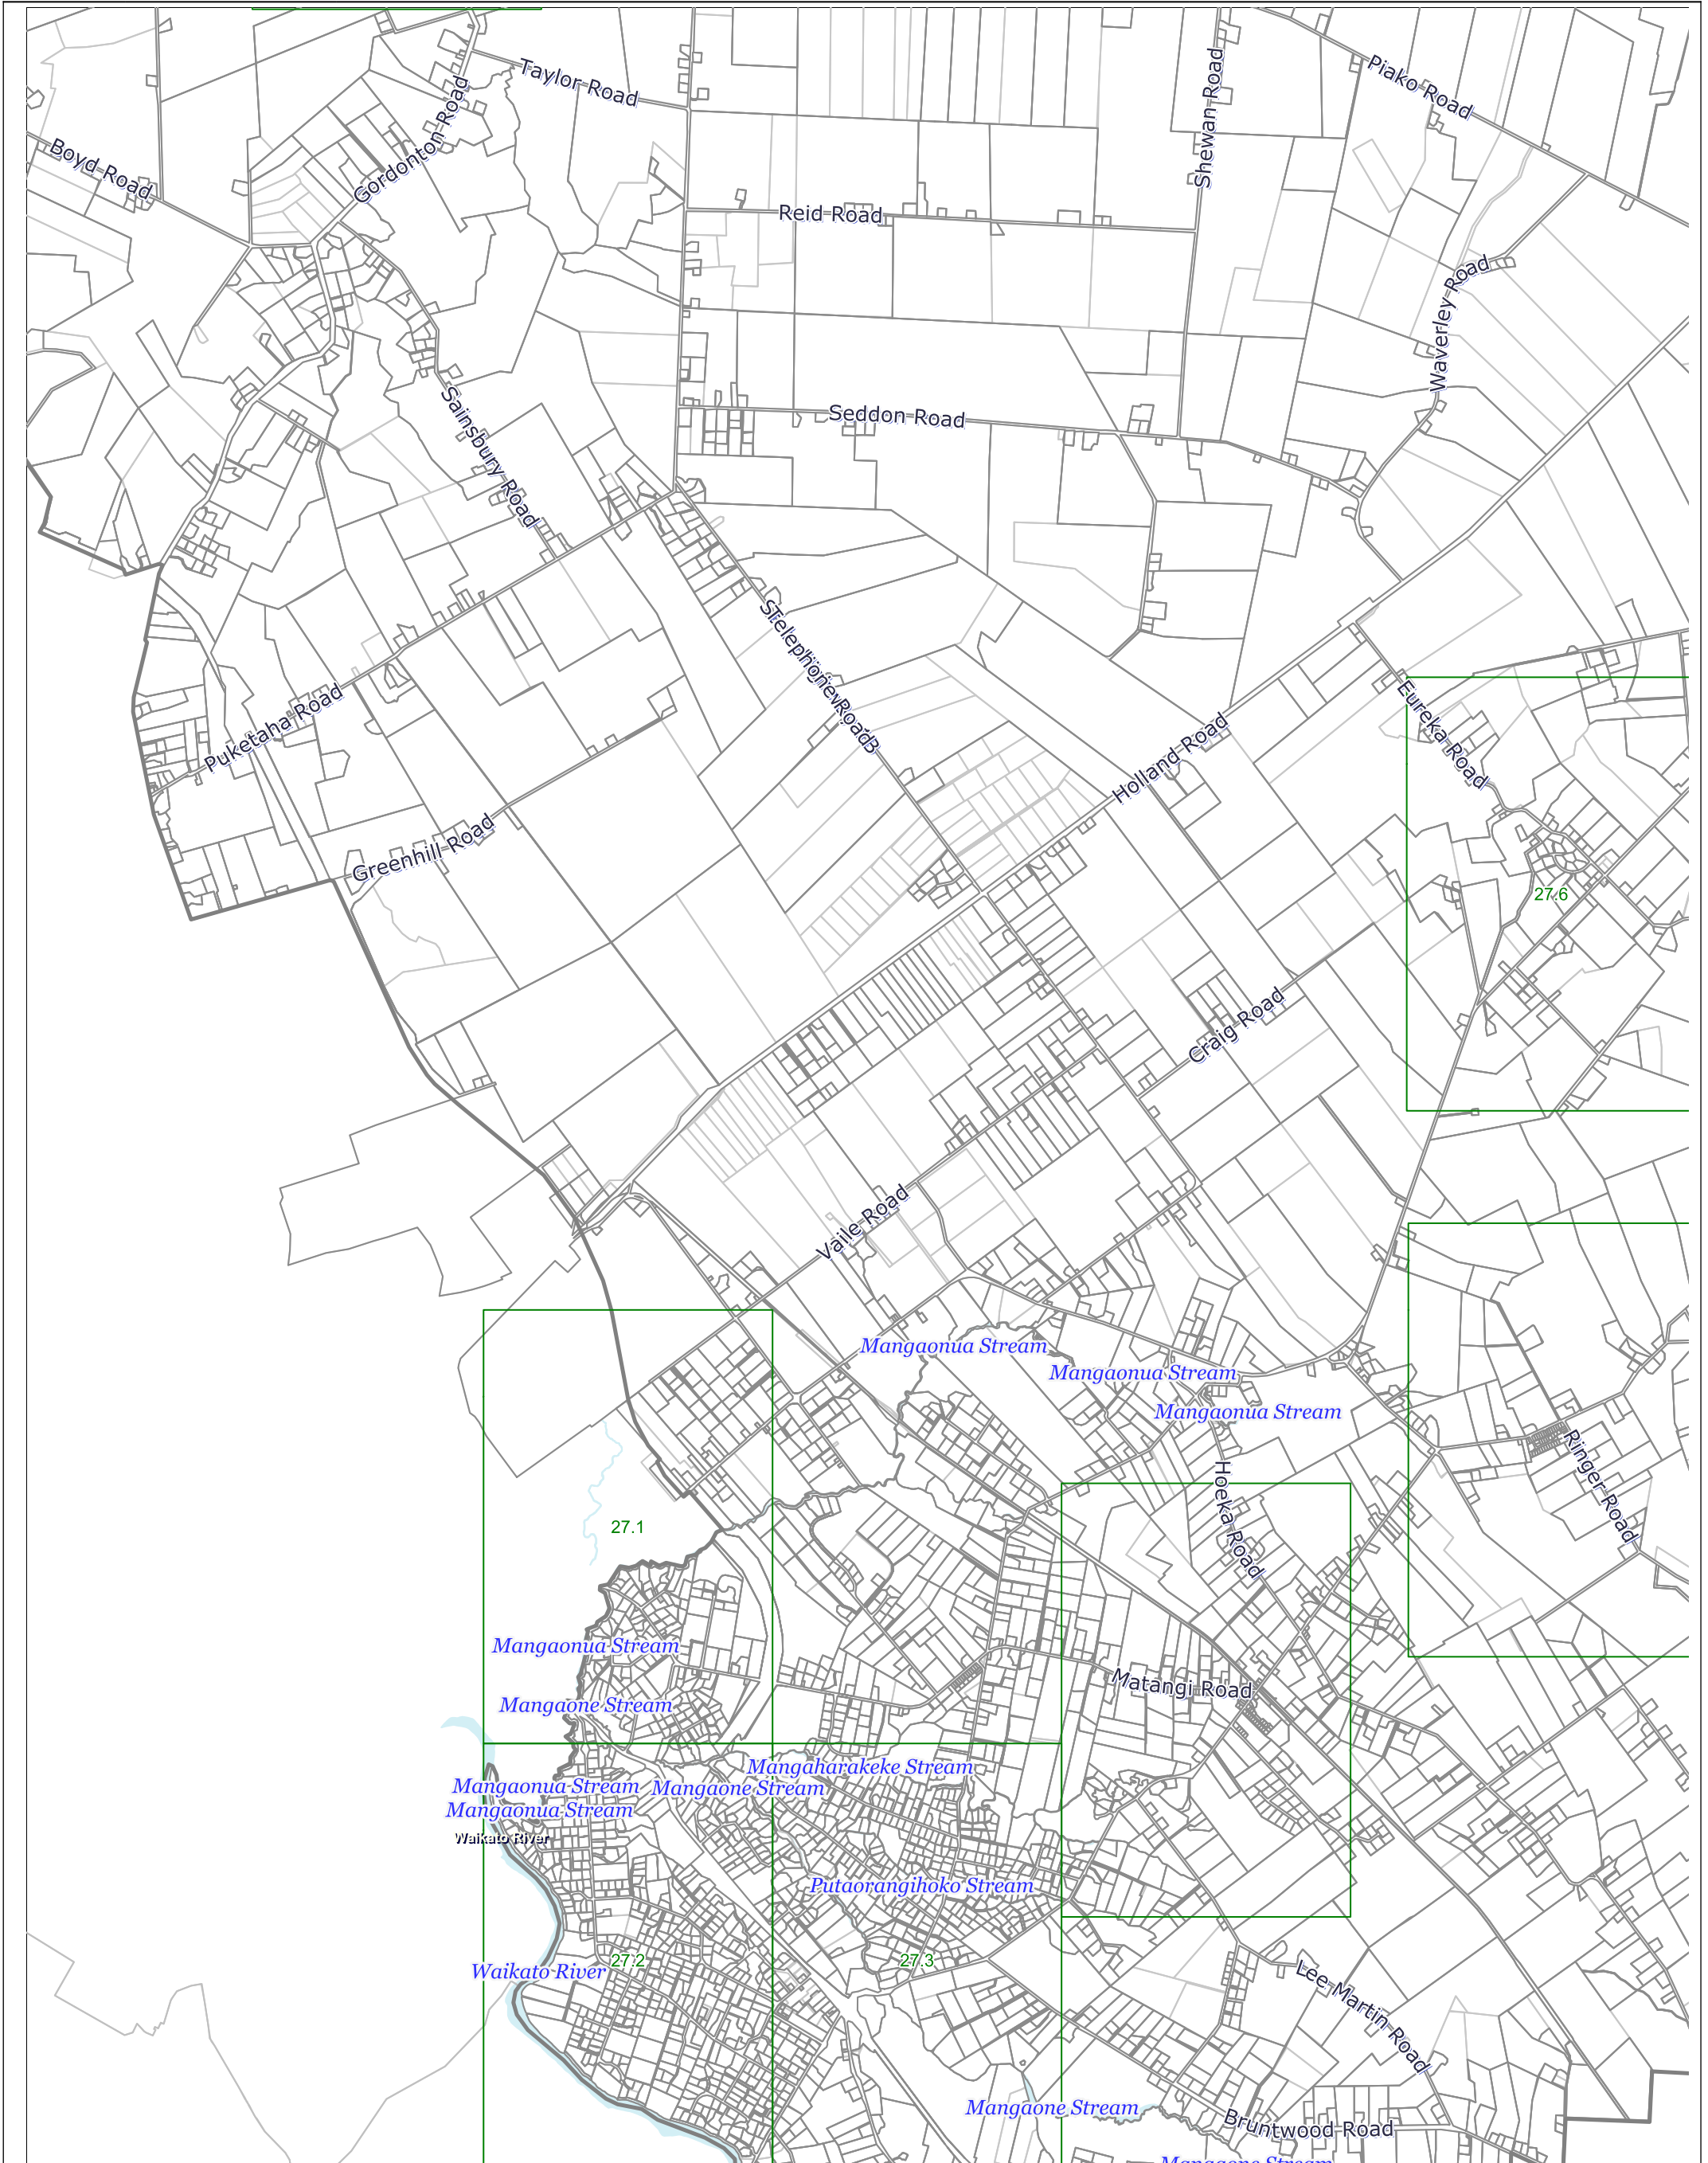 Taylor Road
Piako Road
Shewan Road
Gordonton Road
Boyd Road
Reid Road
Waverley Road
Seddon Road
Sainsbury Road
Telephone Road
Eureka Road
Puketaha Road
Holland Road
Greenhill Road
27.6
Craig Road
Vaile Road
Mangaonua Stream
Mangaonua Stream
Mangaonua Stream
Ringer Road
Hoeka Road
27.1
Mangaonua Stream
Matangi Road
Mangaone Stream
Mangaharakeke Stream
Mangaonua Stream
Mangaone Stream
Mangaonua Stream
Waikato River
Putaorangihoko Stream
27.2
27.3
Waikato River
Lee Martin Road
Mangaone Stream
Bruntwood Road
Mangaone Stream